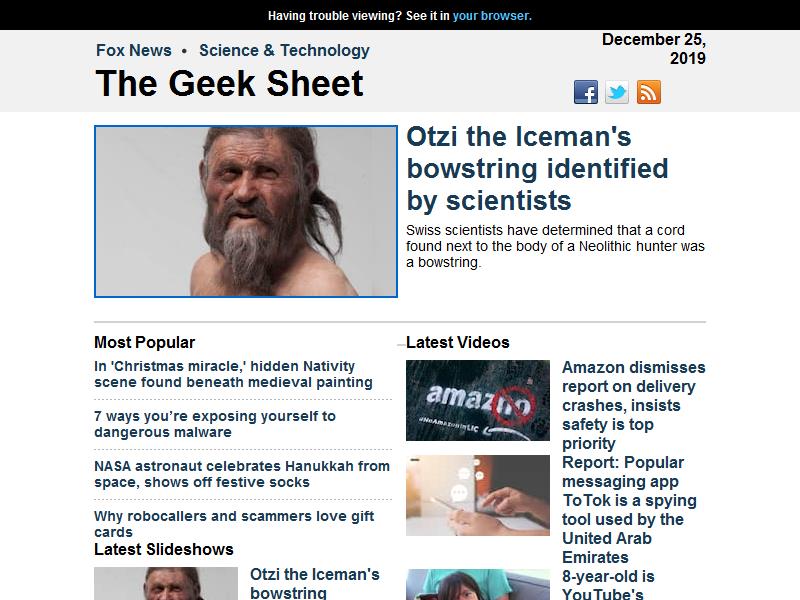 Having trouble viewing? See it in your browser.
Fox News • Science & Technology
The Geek Sheet
December 25,
2019
Otzi the Iceman's
bowstring identified
by scientists
Swiss scientists have determined that a cord
found next to the body of a Neolithic hunter was
a bowstring.
Most Popular
In 'Christmas miracle,' hidden Nativity
scene found beneath medieval painting
7 ways you’re exposing yourself to
dangerous malware
NASA astronaut celebrates Hanukkah from
space, shows off festive socks
Why robocallers and scammers love gift
cards
Latest Slideshows
Otzi the Iceman's
bowstring
Latest Videos
amazno
#NoAmazonInLIC
Amazon dismisses
report on delivery
crashes, insists
safety is top
priority
Report: Popular
messaging app
ToTok is a spying
tool used by the
United Arab
Emirates
8-year-old is
YouTube's